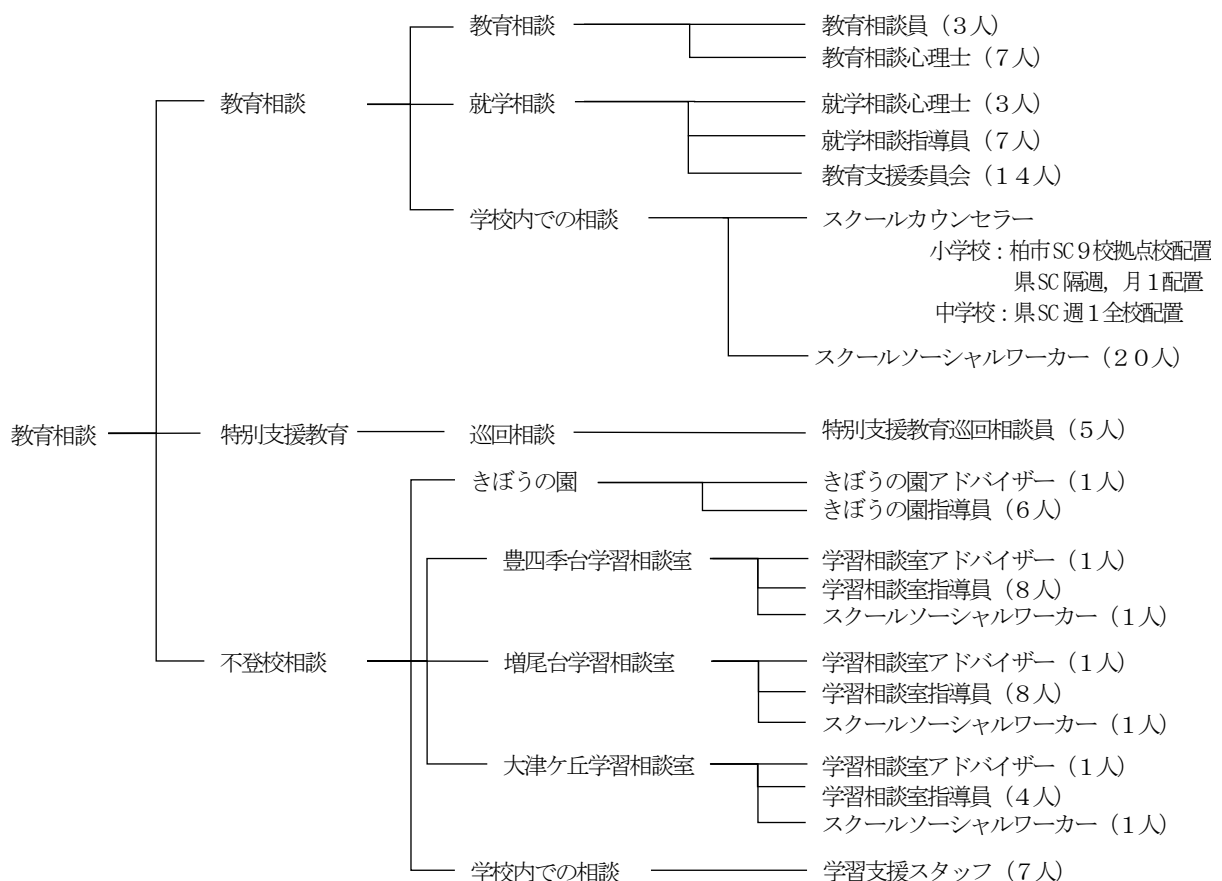 教育相談
教育相談
教育相談
教育相談員（３人）
教育相談心理士（７人）
就学相談
就学相談心理士（３人）
就学相談指導員（７人）
教育支援委員会（１４人）
学校内での相談
スクールカウンセラー
小学校：柏市SC９校拠点校配置
県SC隔週，月１配置
中学校：県SC週１全校配置
スクールソーシャルワーカー（２０人）
特別支援教育
巡回相談
特別支援教育巡回相談員（５人）
不登校相談
きぼうの園
きぼうの園アドバイザー（１人）
きぼうの園指導員（６人）
豊四季台学習相談室
学習相談室アドバイザー（１人）
学習相談室指導員（８人）
スクールソーシャルワーカー（１人）
増尾台学習相談室
学習相談室アドバイザー（１人）
学習相談室指導員（８人）
スクールソーシャルワーカー（１人）
大津ケ丘学習相談室
学習相談室アドバイザー（１人）
学習相談室指導員（４人）
スクールソーシャルワーカー（１人）
学校内での相談
学習支援スタッフ（７人）